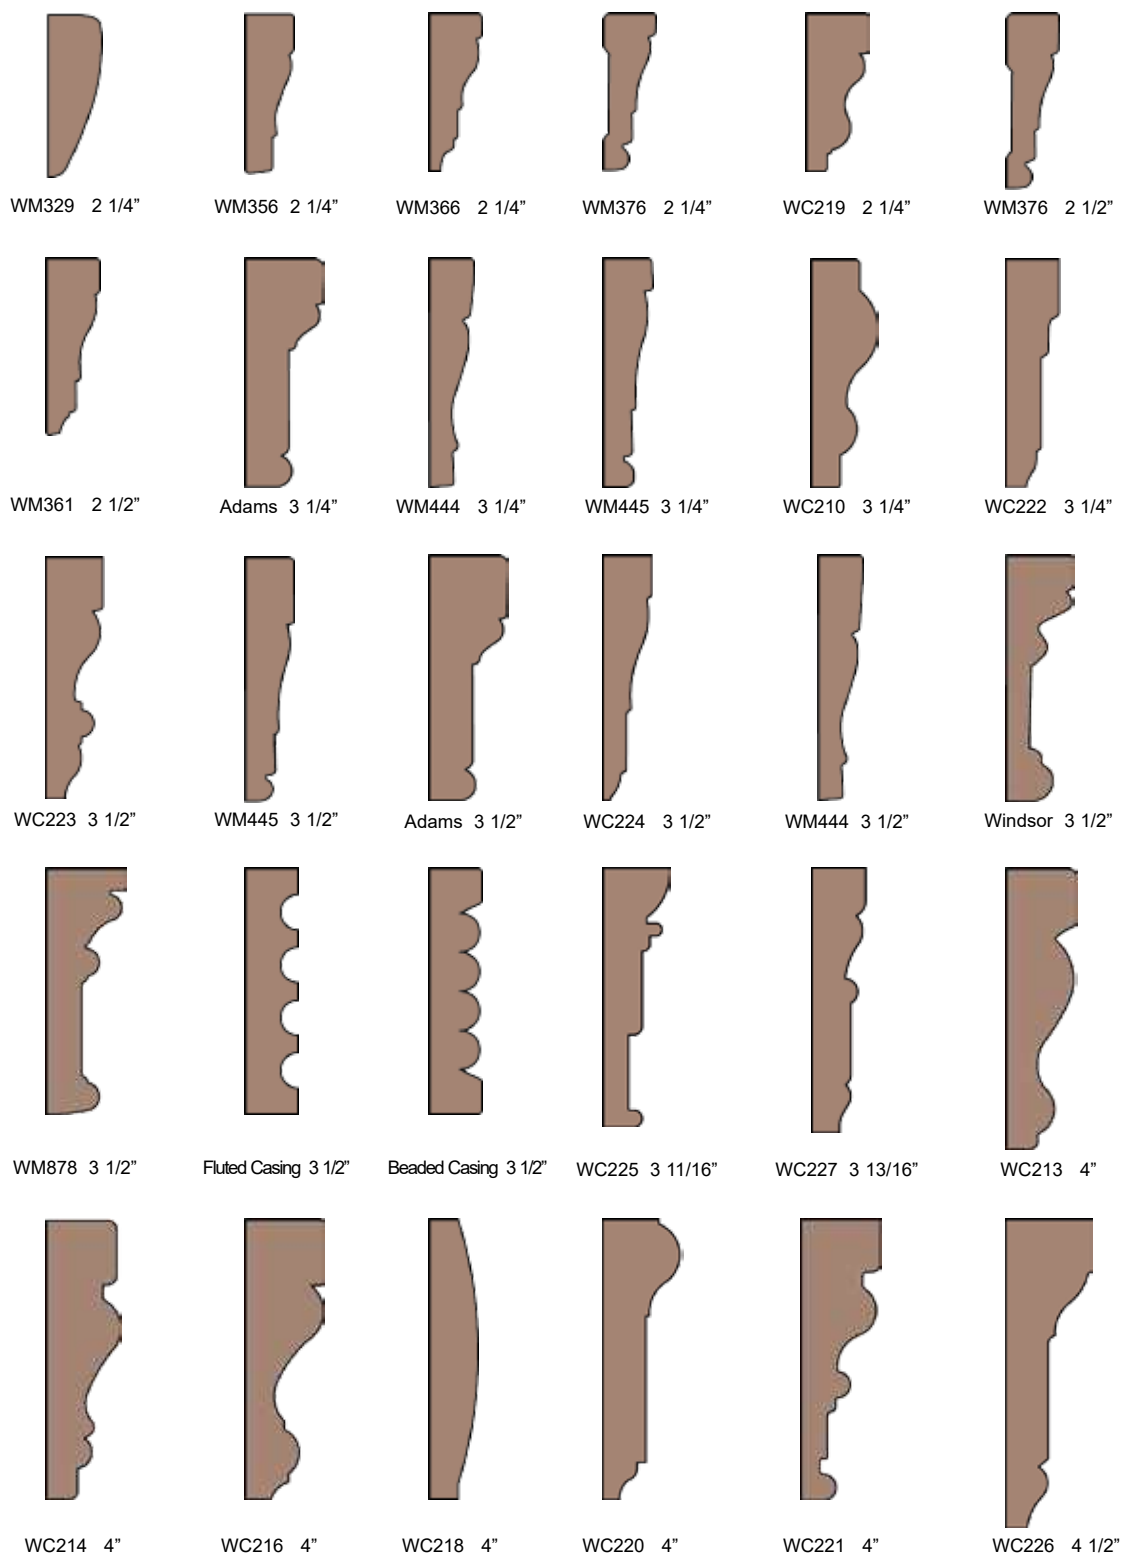 WM329 2 1/4”
WM356 2 1/4”
WM366 2 1/4”
WM376 2 1/4”
WC219 2 1/4”
WM376 2 1/2”
WM361 2 1/2”
Adams 3 1/4”
WM444 3 1/4”
WM445 3 1/4”
WC210 3 1/4”
WC222 3 1/4”
WC223 3 1/2”
WM445 3 1/2”
Adams 3 1/2”
WC224 3 1/2”
WM444 3 1/2”
Windsor 3 1/2”
WM878 3 1/2”
Fluted Casing 3 1/2”
Beaded Casing 3 1/2”
WC225 3 11/16”
WC227 3 13/16”
WC213 4”
WC214 4”
WC216 4”
WC218 4”
WC220 4”
WC221 4”
WC226 4 1/2”